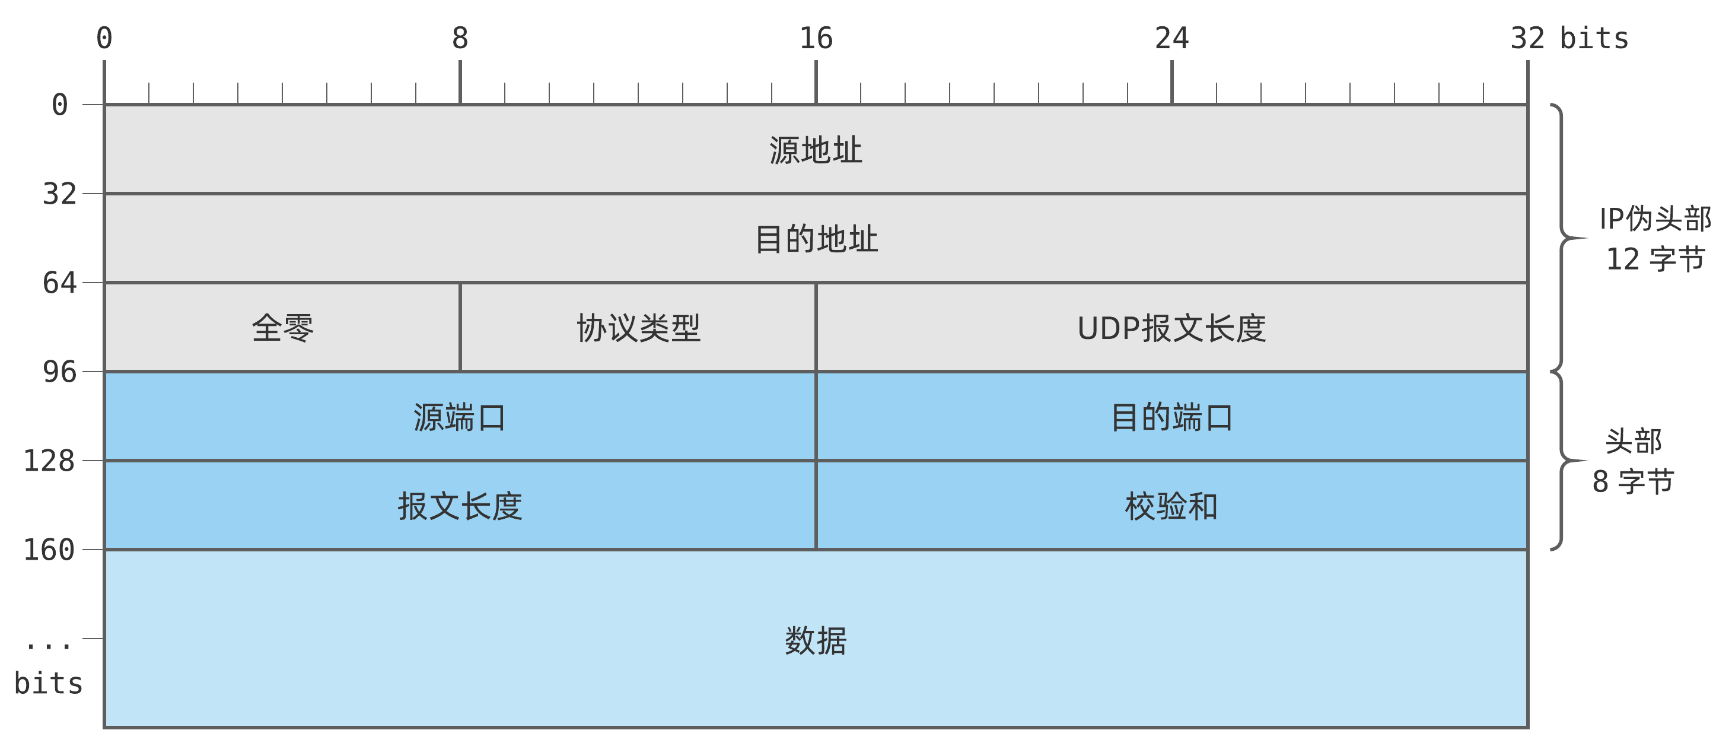 0 8 16 24 32 bits
0
源地址
32
目的地址
IP伪头部
12 字节
64
全零 协议类型 UDP报文长度
96
源端口 目的端口
头部
8 字节
128
报文长度 校验和
160
数据
...
bits